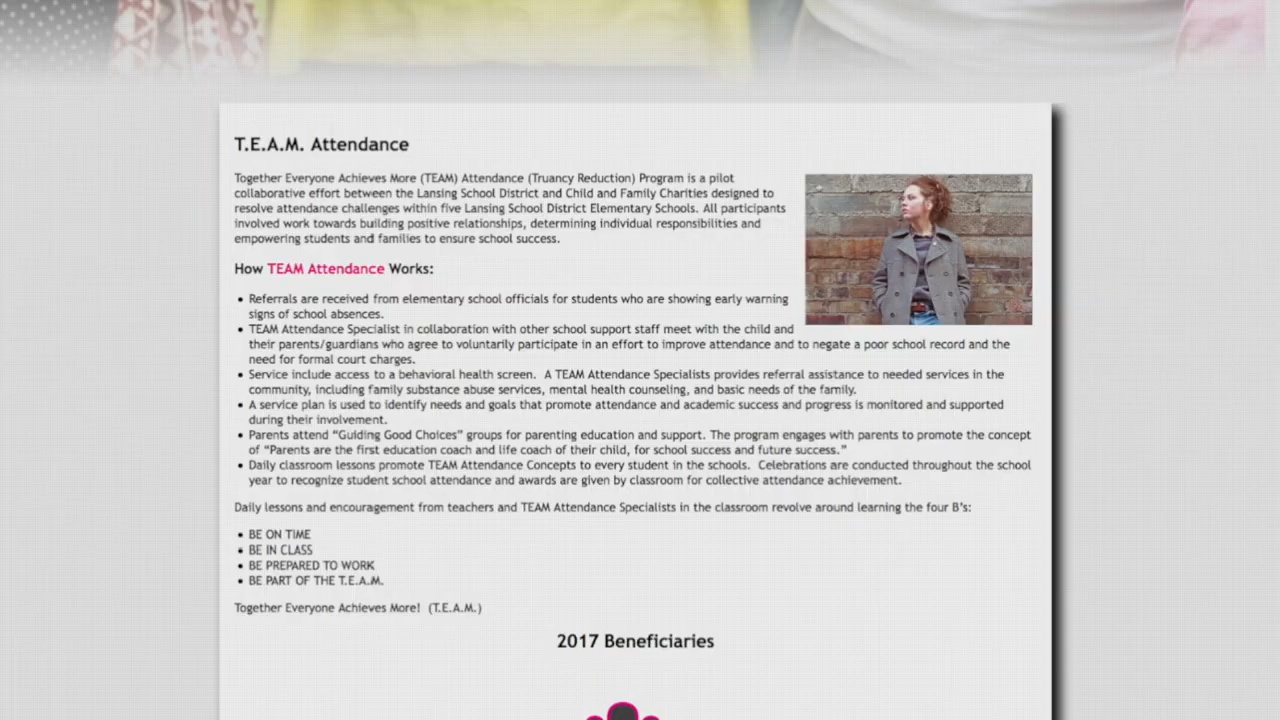 T.E.A.M. Attendance
Together Everyone Achieves More (TEAM) Attendance (Truancy Reduction) Program is a pilot
collaborative effort between the Lansing School District and Child and Family Charities designed to
resolve attendance challenges within five Lansing School District Elementary Schools. All participants
involved work towards building positive relationships, determining individual responsibilities and
empowering students and families to ensure school success.
How TEAM Attendance Works:
• Referrals are received from elementary school officials for students who are showing early warning
signs of school absences.
• TEAM Attendance Specialist in collaboration with other school support staff meet with the child and
their parents/guardians who agree to voluntarily participate in an effort to improve attendance and to negate a poor school record and the
need for formal court charges.
• Service include access to a behavioral health screen.  A TEAM Attendance Specialists provides referral assistance to needed services in the
community, including family substance abuse services, mental health counseling, and basic needs of the family.
• A service plan is used to identify needs and goals that promote attendance and academic success and progress is monitored and supported
during their involvement.
• Parents attend “Guiding Good Choices” groups for parenting education and support. The program engages with parents to promote the concept
of “Parents are the first education coach and life coach of their child, for school success and future success.”
• Daily classroom lessons promote TEAM Attendance Concepts to every student in the schools.  Celebrations are conducted throughout the school
year to recognize student school attendance and awards are given by classroom for collective attendance achievement.
Daily lessons and encouragement from teachers and TEAM Attendance Specialists in the classroom revolve around learning the four B’s:
• BE ON TIME
• BE IN CLASS
• BE PREPARED TO WORK
• BE PART OF THE T.E.A.M.
Together Everyone Achieves More!  (T.E.A.M.)
2017 Beneficiaries